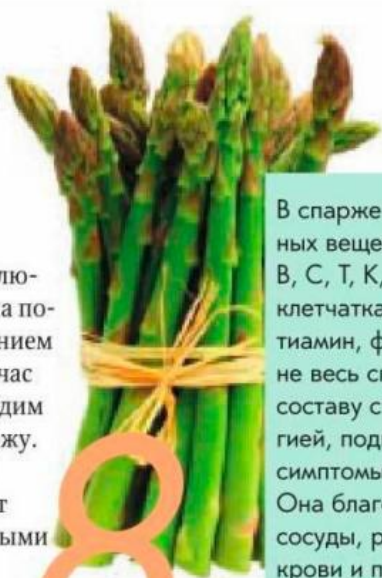 лю-
а по-
нием
час
дим
жу.
т
ыми
8
В спарже
ных веще
В, С, Т, К,
клетчатка
тиамин, ф
не весь с
составу с
гией, под
симптомы
Она благ
сосуды, р
крови и п